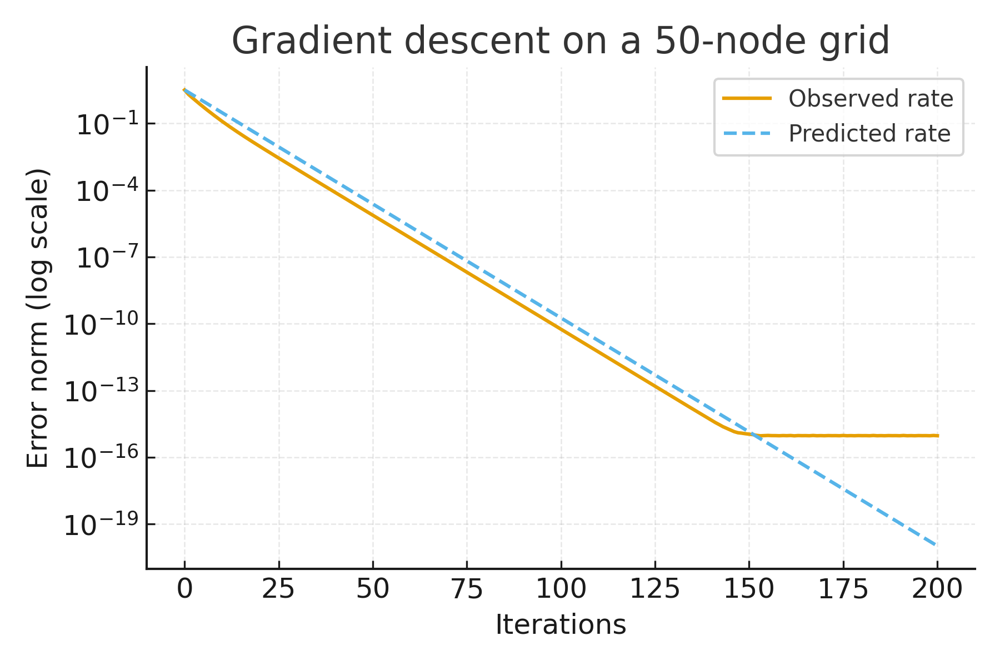 Gradient descent on a 50-node grid
Observed rate
Predicted rate
Error norm (log scale)
10⁻¹
10⁻⁴
10⁻⁷
10⁻¹⁰
10⁻¹³
10⁻¹⁶
10⁻¹⁹
0 25 50 75 100 125 150 175 200
Iterations